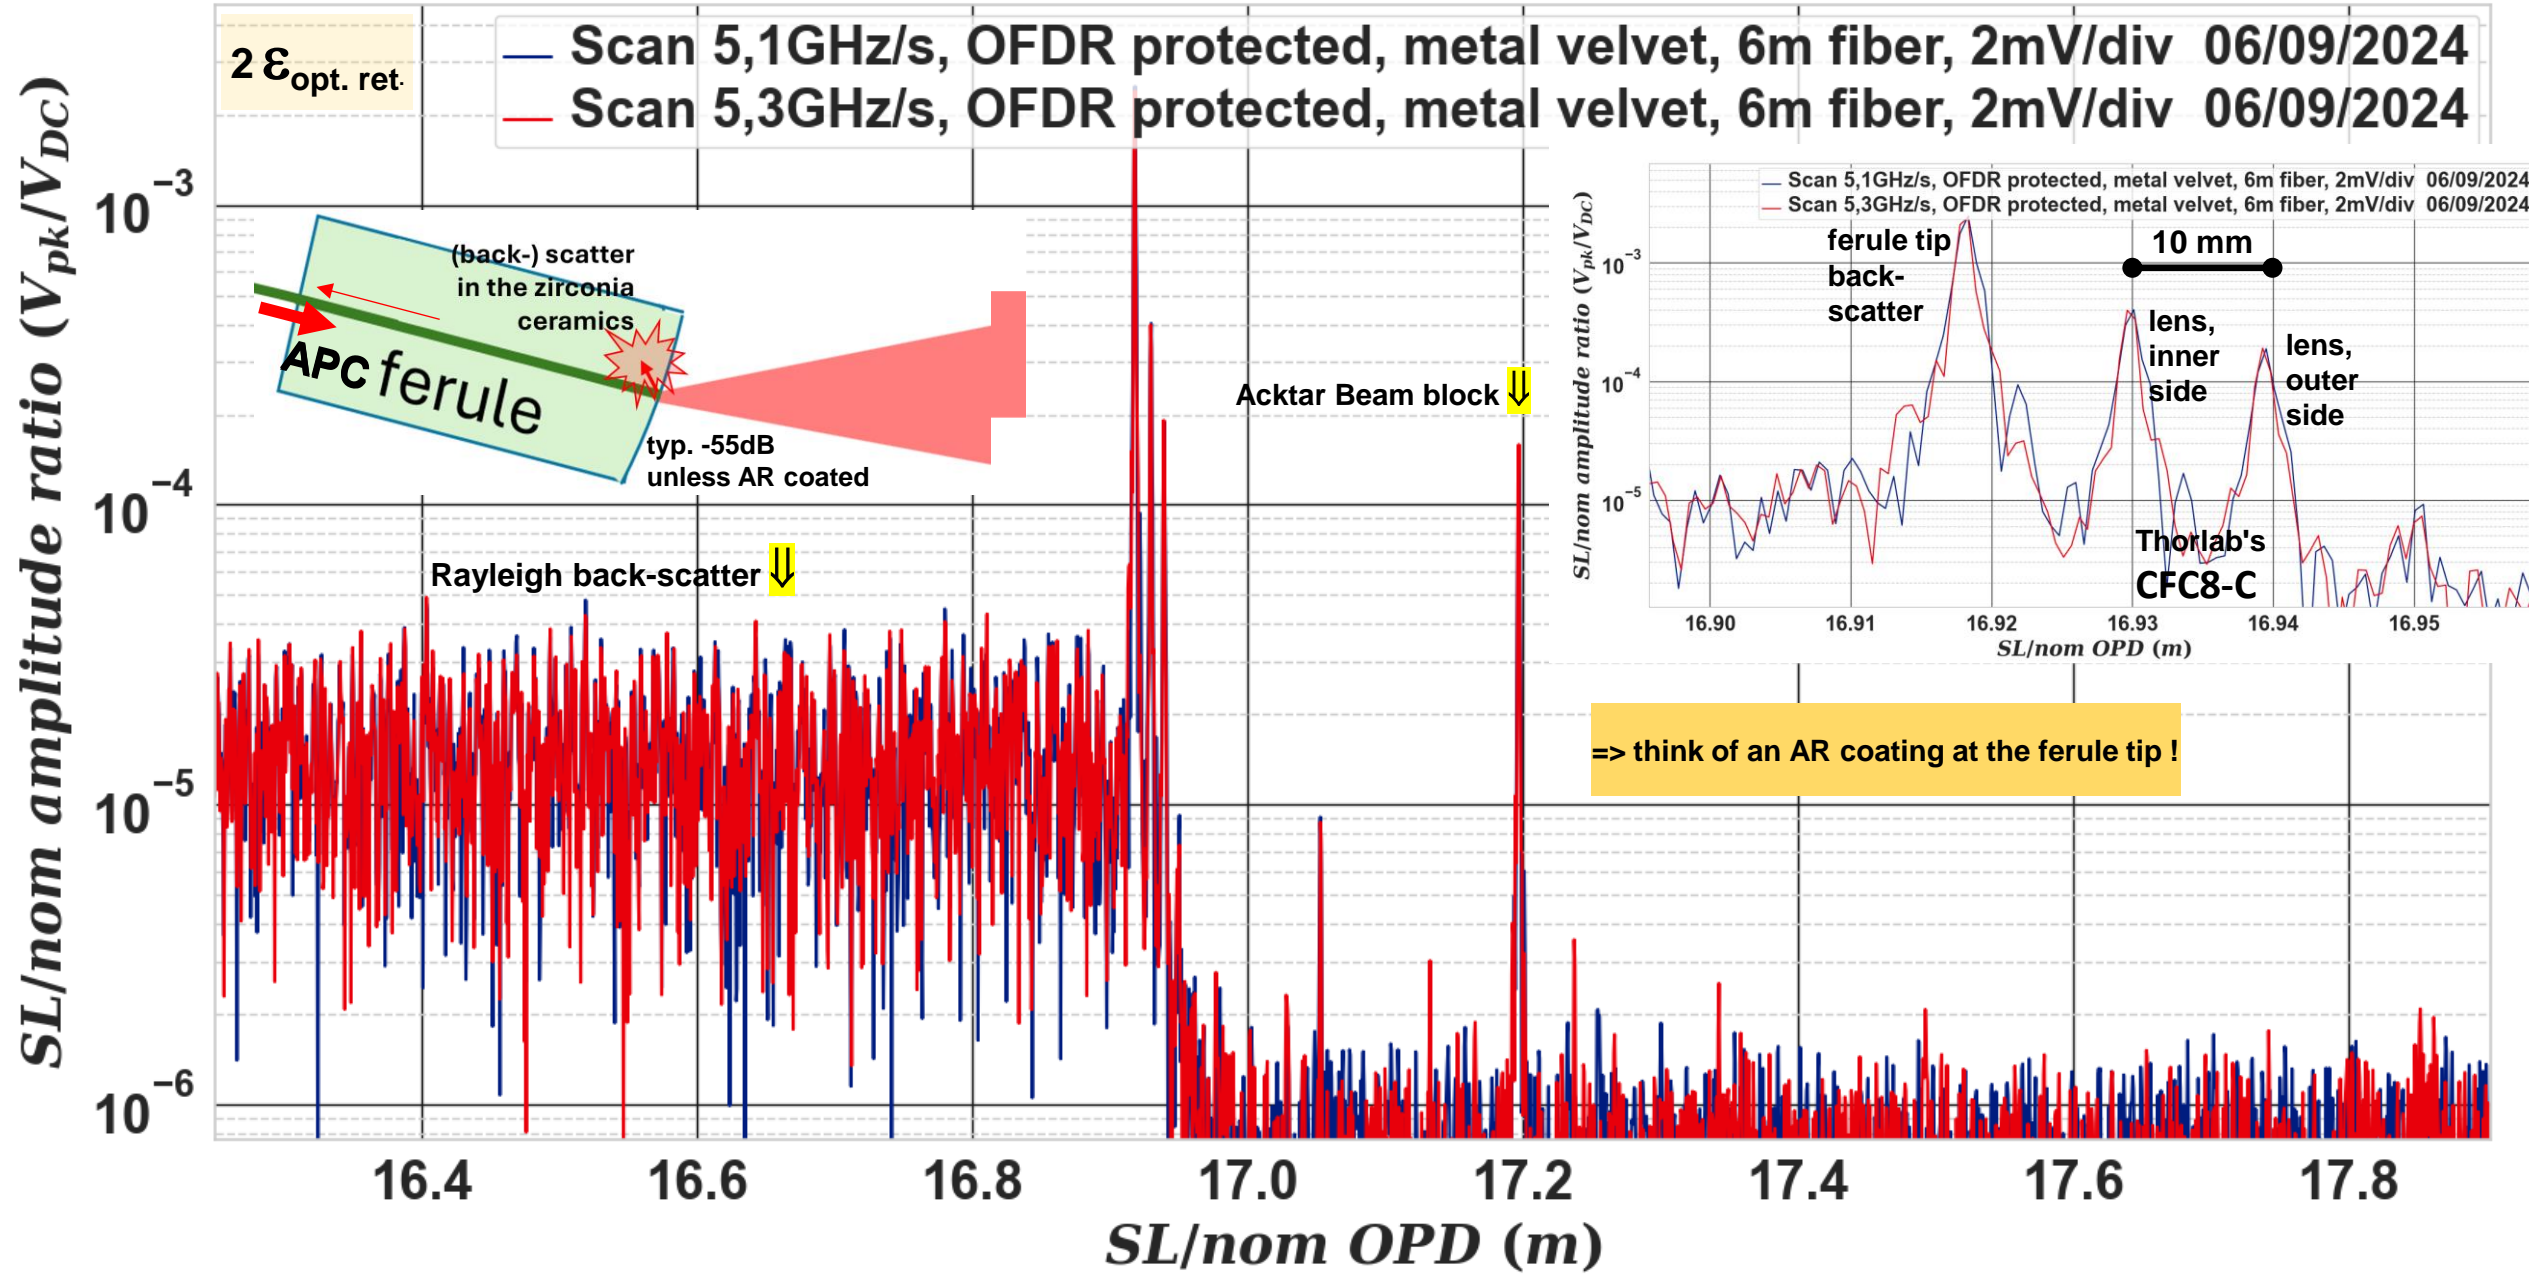 2 ε opt. ret.
Scan 5,1GHz/s, OFDR protected, metal velvet, 6m fiber, 2mV/div 06/09/2024
Scan 5,3GHz/s, OFDR protected, metal velvet, 6m fiber, 2mV/div 06/09/2024
SL/nom amplitude ratio (V_pk/V_DC)
10^−3
10^−4
10^−5
10^−6
(back-) scatter
in the zirconia
ceramics
APC ferule
typ. -55dB
unless AR coated
Rayleigh back-scatter ⇓
Acktar Beam block ⇓
Scan 5,1GHz/s, OFDR protected, metal velvet, 6m fiber, 2mV/div 06/09/2024
Scan 5,3GHz/s, OFDR protected, metal velvet, 6m fiber, 2mV/div 06/09/2024
SL/nom amplitude ratio (V_pk/V_DC)
10^−3
10^−4
10^−5
ferule tip
back-
scatter
10 mm
lens,
inner
side
lens,
outer
side
Thorlab's
CFC8-C
16.90 16.91 16.92 16.93 16.94 16.95
SL/nom OPD (m)
=> think of an AR coating at the ferule tip !
16.4 16.6 16.8 17.0 17.2 17.4 17.6 17.8
SL/nom OPD (m)